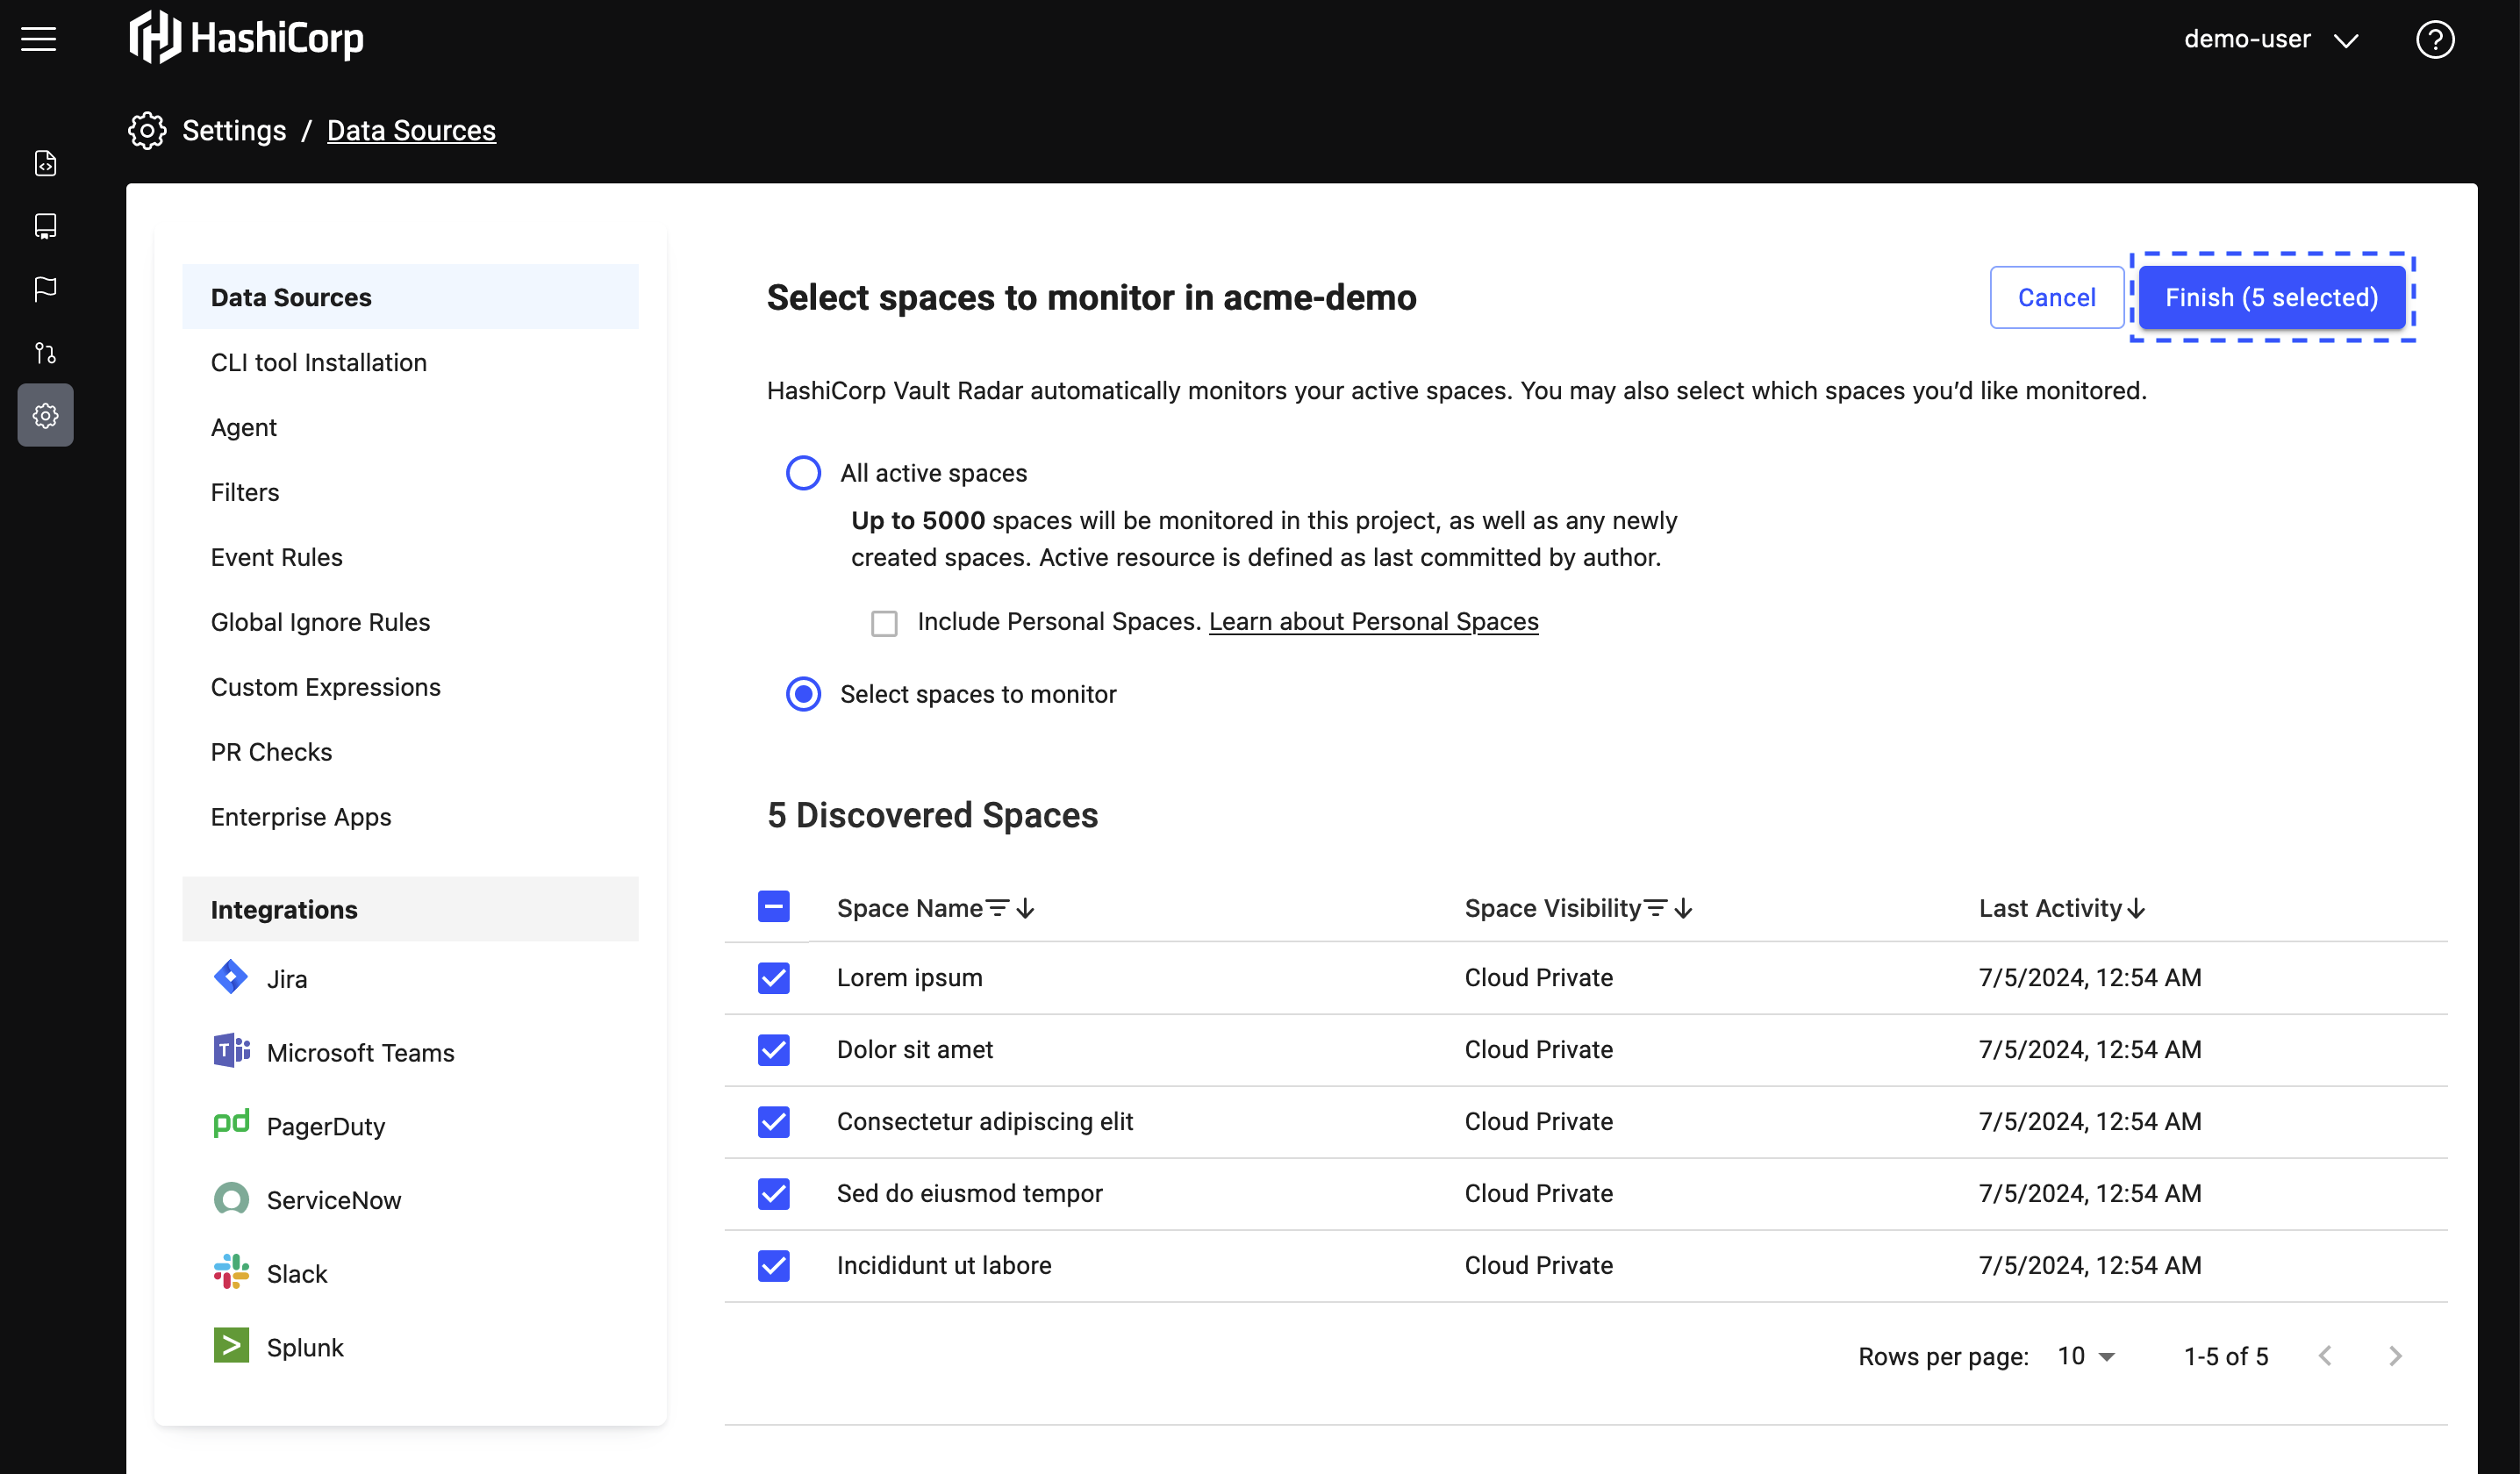 HashiCorp
demo-user
Settings / Data Sources
Data Sources
CLI tool Installation
Agent
Filters
Event Rules
Global Ignore Rules
Custom Expressions
PR Checks
Enterprise Apps
Integrations
Jira
Microsoft Teams
PagerDuty
ServiceNow
Slack
Splunk
Select spaces to monitor in acme-demo
Cancel
Finish (5 selected)
HashiCorp Vault Radar automatically monitors your active spaces. You may also select which spaces you’d like monitored.
All active spaces
Up to 5000 spaces will be monitored in this project, as well as any newly
created spaces. Active resource is defined as last committed by author.
Include Personal Spaces. Learn about Personal Spaces
Select spaces to monitor
5 Discovered Spaces
Space Name Space Visibility Last Activity
Lorem ipsum Cloud Private 7/5/2024, 12:54 AM
Dolor sit amet Cloud Private 7/5/2024, 12:54 AM
Consectetur adipiscing elit Cloud Private 7/5/2024, 12:54 AM
Sed do eiusmod tempor Cloud Private 7/5/2024, 12:54 AM
Incididunt ut labore Cloud Private 7/5/2024, 12:54 AM
Rows per page: 10 1-5 of 5